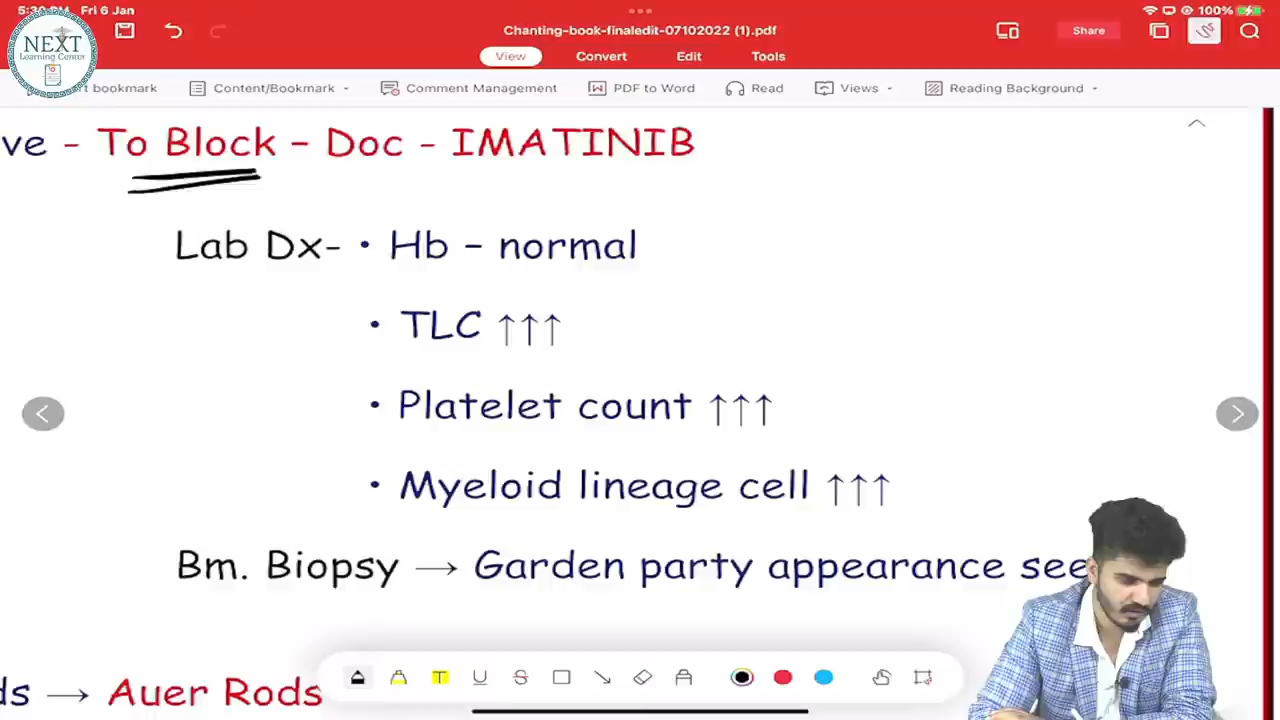 5:30 PM Fri 6 Jan
100%
NEXT
Learning Center
Chanting-book-finaledit-07102022 (1).pdf
Share
View Convert Edit Tools
bookmark Content/Bookmark Comment Management PDF to Word Read Views Reading Background
ve - To Block – Doc - IMATINIB
Lab Dx- • Hb – normal
• TLC ↑↑↑
• Platelet count ↑↑↑
• Myeloid lineage cell ↑↑↑
Bm. Biopsy → Garden party appearance see
ds → Auer Rods